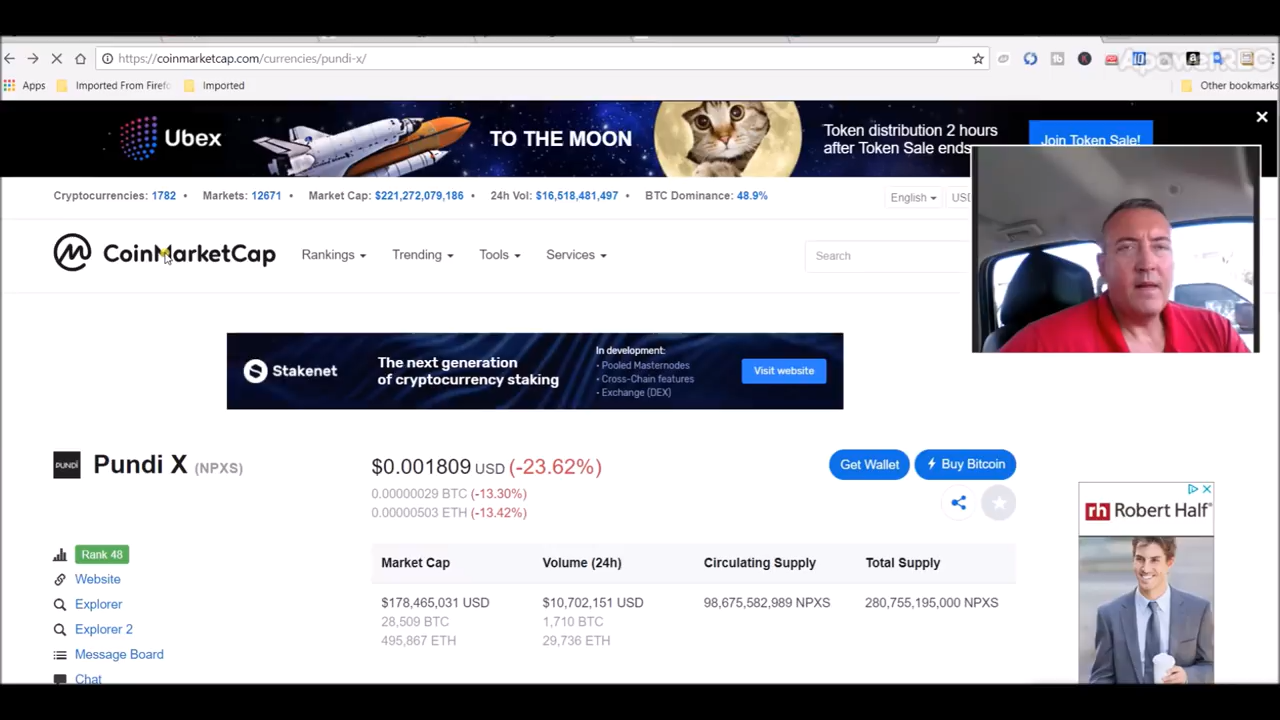 https://coinmarketcap.com/currencies/pundi-x/
ApowerREC
Apps
Imported From Firefo
Imported
Other bookmarks
Ubex
TO THE MOON
Token distribution 2 hours
after Token Sale ends
Join Token Sale!
Cryptocurrencies: 1782 • Markets: 12671 • Market Cap: $221,272,079,186 • 24h Vol: $16,518,481,497 • BTC Dominance: 48.9%
English
USD
CoinMarketCap
Rankings
Trending
Tools
Services
Search
Stakenet
The next generation
of cryptocurrency staking
In development:
• Pooled Masternodes
• Cross-Chain features
• Exchange (DEX)
Visit website
PUNDI
Pundi X (NPXS)
$0.001809 USD (-23.62%)
0.00000029 BTC (-13.30%)
0.00000503 ETH (-13.42%)
Get Wallet
Buy Bitcoin
rh Robert Half®
Rank 48
Website
Explorer
Explorer 2
Message Board
Chat
Market Cap Volume (24h) Circulating Supply Total Supply
$178,465,031 USD $10,702,151 USD 98,675,582,989 NPXS 280,755,195,000 NPXS
28,509 BTC 1,710 BTC
495,867 ETH 29,736 ETH